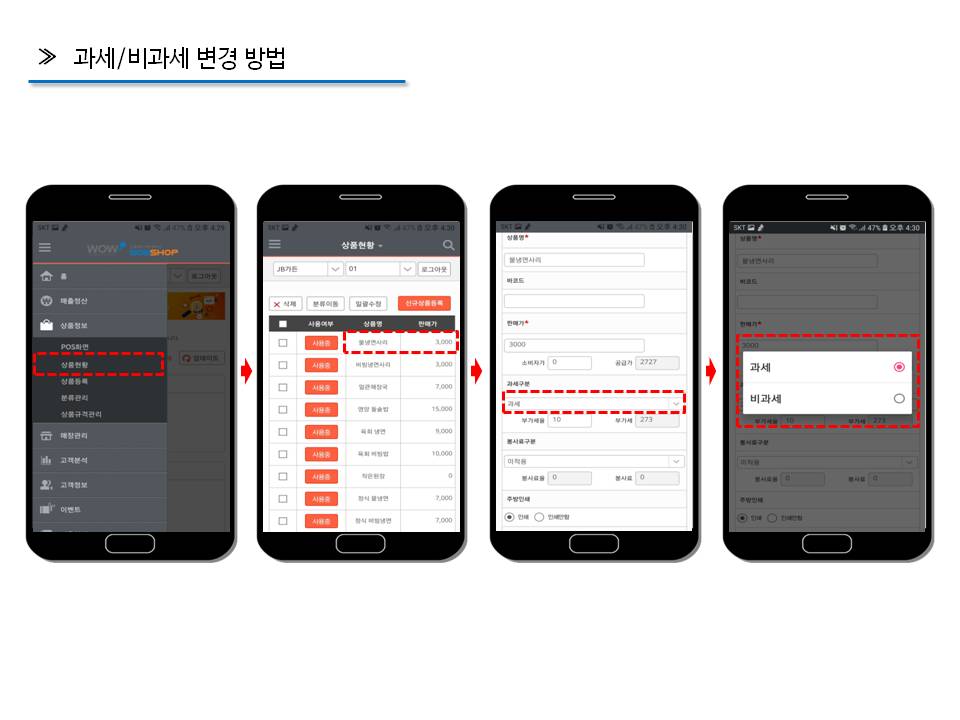 ≫ 과세/비과세 변경 방법
SKT 47% 오후 4:29
WOW
POSSHOP
홈
로그아웃
매출정산
상품정보
POS화면
업데이트
상품현황
상품등록
분류관리
상품규격관리
매장관리
고객분석
고객정보
이벤트
SKT 47% 오후 4:30
상품현황
JB가든 01 로그아웃
삭제 분류이동 일괄수정 신규상품등록
사용여부 상품명 판매가
사용중 물냉면사리 3,000
사용중 비빔냉면사리 3,000
사용중 얼큰해장국 7,000
사용중 영양 돌솥밥 15,000
사용중 육회 냉면 9,000
사용중 육회 비빔밥 10,000
사용중 작은된장 0
사용중 정식 물냉면 7,000
사용중 정식 비빔냉면 7,000
SKT 47% 오후 4:30
상품명*
물냉면사리
바코드
판매가*
3000
소비자가 0 공급가 2727
과세구분
과세
부가세율 10 부가세 273
봉사료구분
미적용
봉사료율 0 봉사료 0
주방인쇄
인쇄 인쇄안함
SKT 47% 오후 4:30
상품명*
물냉면사리
바코드
판매가*
3000
과세
비과세
부가세율 10 부가세 273
봉사료구분
미적용
봉사료율 0 봉사료 0
주방인쇄
인쇄 인쇄안함